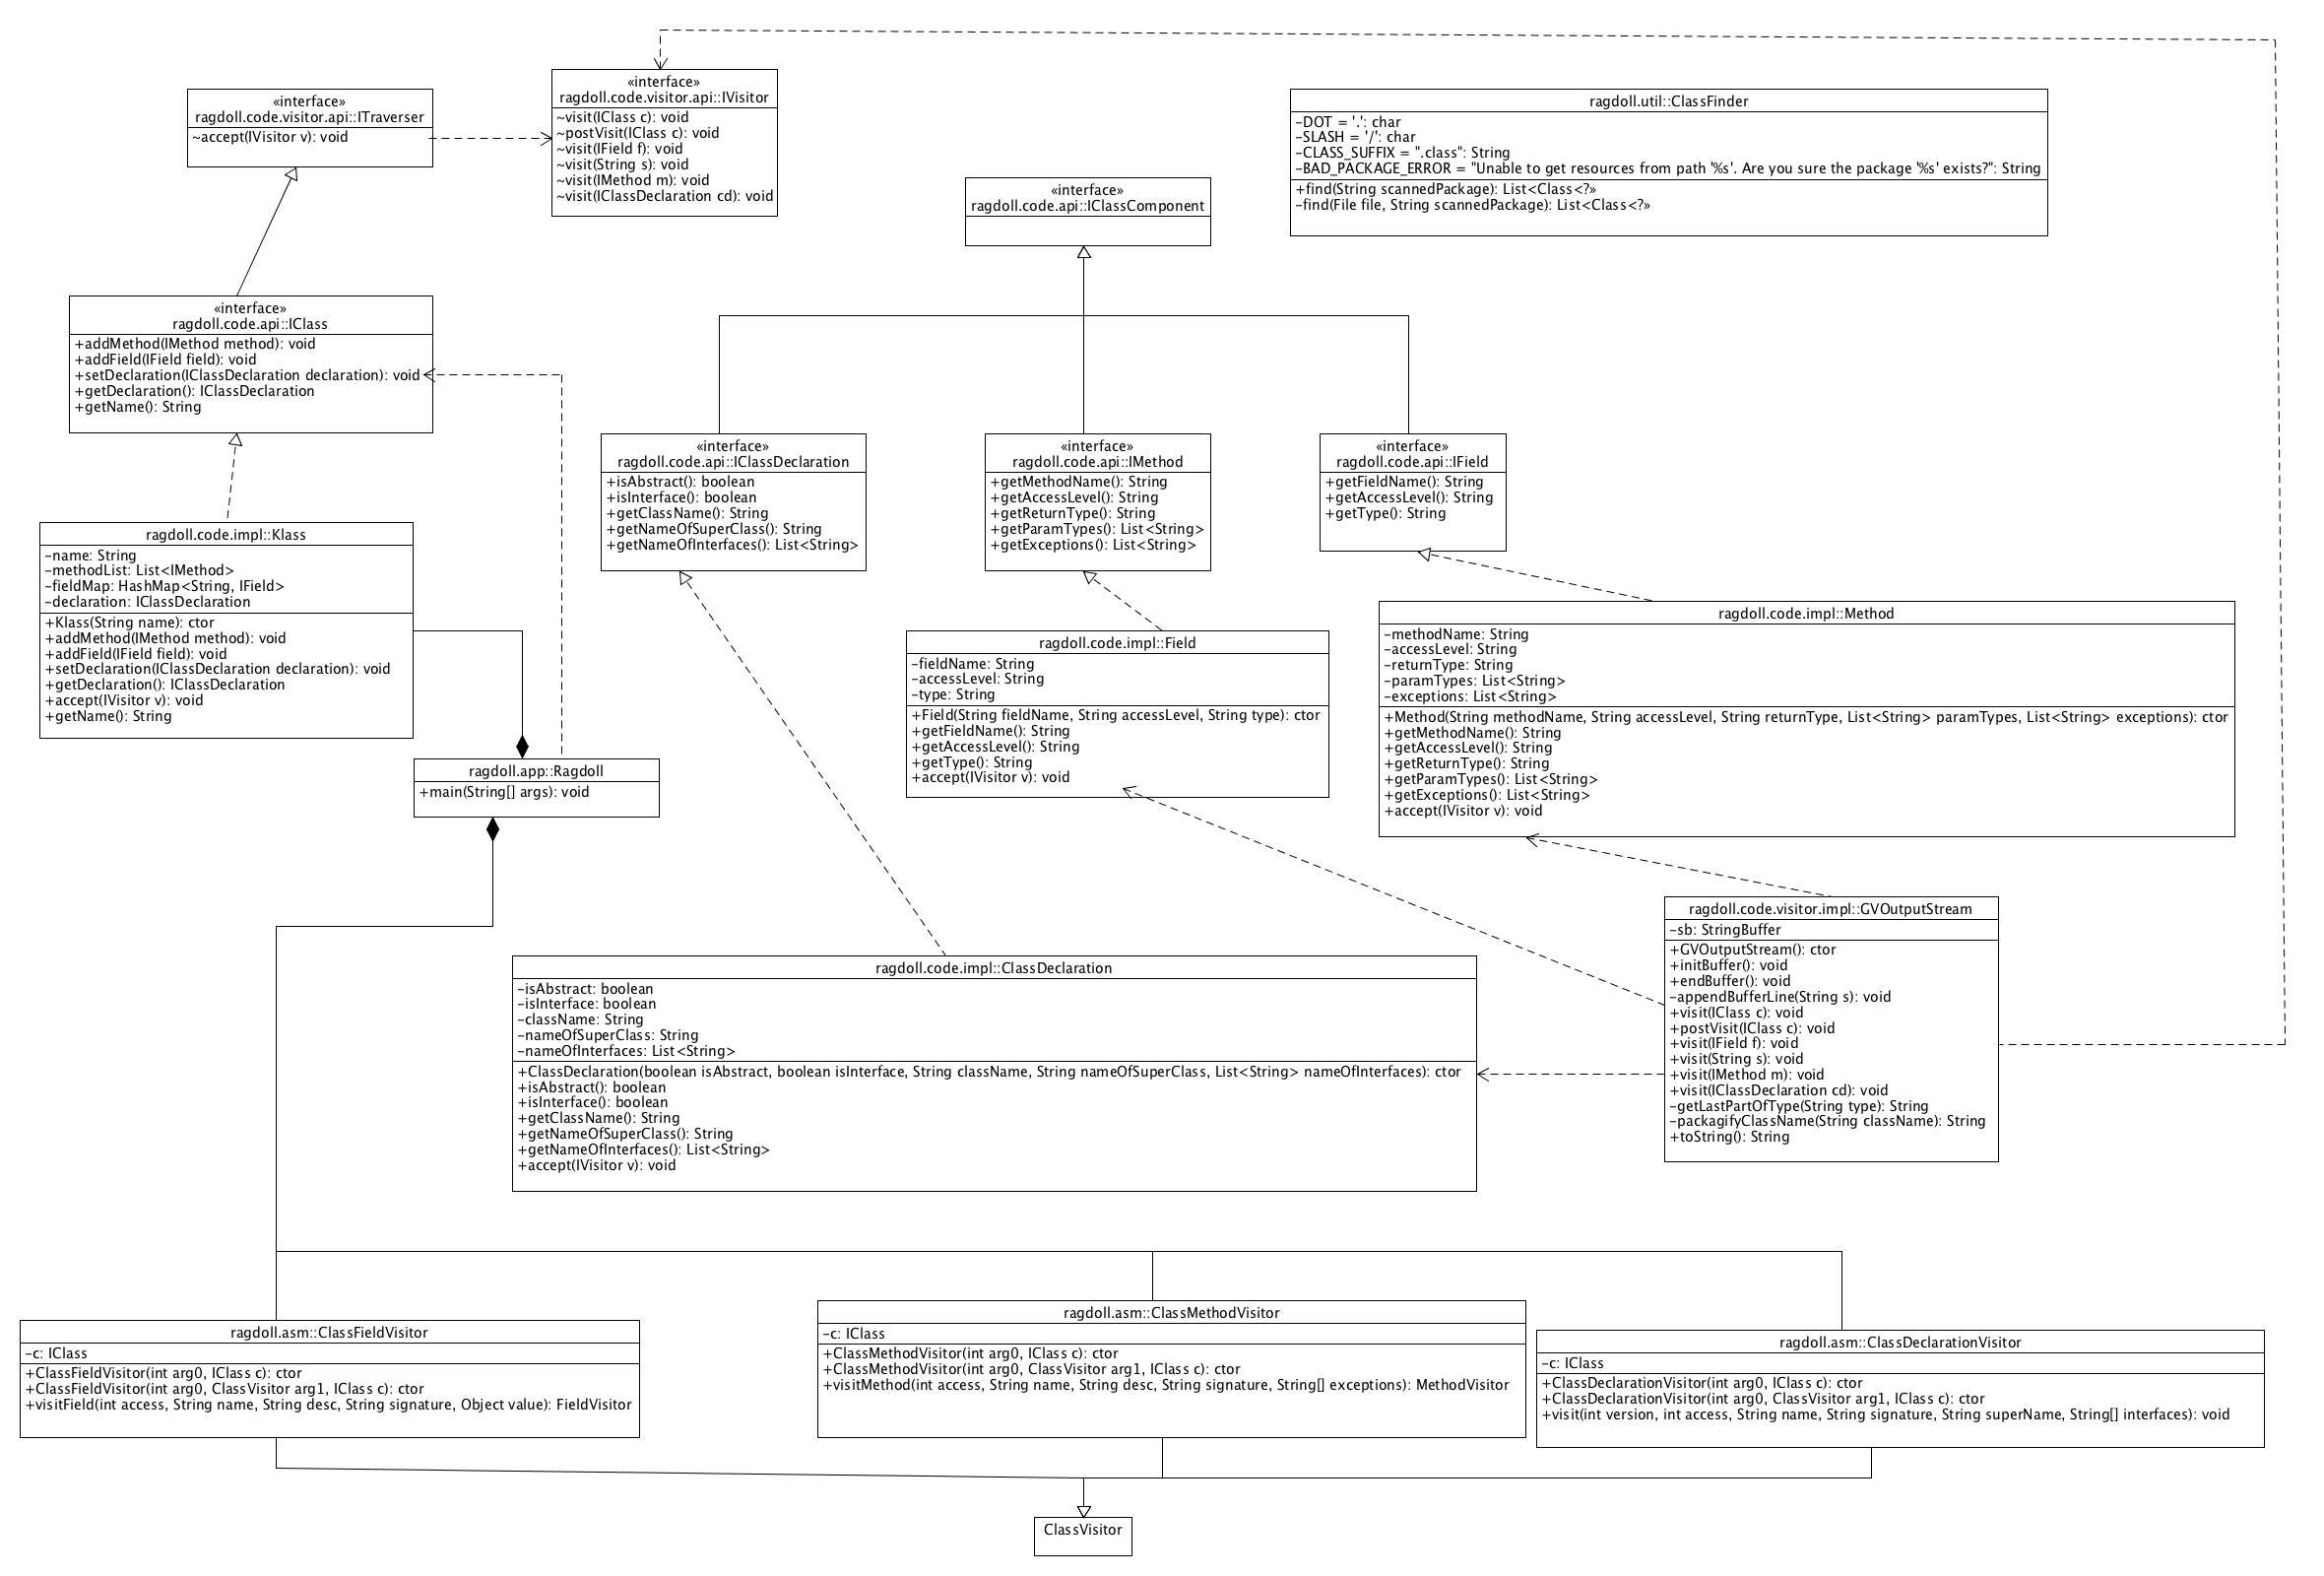 «interface»
ragdoll.code.visitor.api::ITraverser
~accept(IVisitor v): void
«interface»
ragdoll.code.visitor.api::IVisitor
~visit(IClass c): void
~postVisit(IClass c): void
~visit(IField f): void
~visit(String s): void
~visit(IMethod m): void
~visit(IClassDeclaration cd): void
ragdoll.util::ClassFinder
-DOT = '.': char
-SLASH = '/': char
-CLASS_SUFFIX = ".class": String
-BAD_PACKAGE_ERROR = "Unable to get resources from path '%s'. Are you sure the package '%s' exists?": String
+find(String scannedPackage): List<Class<?»
-find(File file, String scannedPackage): List<Class<?»
«interface»
ragdoll.code.api::IClassComponent
«interface»
ragdoll.code.api::IClass
+addMethod(IMethod method): void
+addField(IField field): void
+setDeclaration(IClassDeclaration declaration): void
+getDeclaration(): IClassDeclaration
+getName(): String
«interface»
ragdoll.code.api::IClassDeclaration
+isAbstract(): boolean
+isInterface(): boolean
+getClassName(): String
+getNameOfSuperClass(): String
+getNameOfInterfaces(): List<String>
«interface»
ragdoll.code.api::IMethod
+getMethodName(): String
+getAccessLevel(): String
+getReturnType(): String
+getParamTypes(): List<String>
+getExceptions(): List<String>
«interface»
ragdoll.code.api::IField
+getFieldName(): String
+getAccessLevel(): String
+getType(): String
ragdoll.code.impl::Klass
-name: String
-methodList: List<IMethod>
-fieldMap: HashMap<String, IField>
-declaration: IClassDeclaration
+Klass(String name): ctor
+addMethod(IMethod method): void
+addField(IField field): void
+setDeclaration(IClassDeclaration declaration): void
+getDeclaration(): IClassDeclaration
+accept(IVisitor v): void
+getName(): String
ragdoll.code.impl::Field
-fieldName: String
-accessLevel: String
-type: String
+Field(String fieldName, String accessLevel, String type): ctor
+getFieldName(): String
+getAccessLevel(): String
+getType(): String
+accept(IVisitor v): void
ragdoll.code.impl::Method
-methodName: String
-accessLevel: String
-returnType: String
-paramTypes: List<String>
-exceptions: List<String>
+Method(String methodName, String accessLevel, String returnType, List<String> paramTypes, List<String> exceptions): ctor
+getMethodName(): String
+getAccessLevel(): String
+getReturnType(): String
+getParamTypes(): List<String>
+getExceptions(): List<String>
+accept(IVisitor v): void
ragdoll.app::Ragdoll
+main(String[] args): void
ragdoll.code.visitor.impl::GVOutputStream
-sb: StringBuffer
+GVOutputStream(): ctor
+initBuffer(): void
+endBuffer(): void
-appendBufferLine(String s): void
+visit(IClass c): void
+postVisit(IClass c): void
+visit(IField f): void
+visit(String s): void
+visit(IMethod m): void
+visit(IClassDeclaration cd): void
-getLastPartOfType(String type): String
-packagifyClassName(String className): String
+toString(): String
ragdoll.code.impl::ClassDeclaration
-isAbstract: boolean
-isInterface: boolean
-className: String
-nameOfSuperClass: String
-nameOfInterfaces: List<String>
+ClassDeclaration(boolean isAbstract, boolean isInterface, String className, String nameOfSuperClass, List<String> nameOfInterfaces): ctor
+isAbstract(): boolean
+isInterface(): boolean
+getClassName(): String
+getNameOfSuperClass(): String
+getNameOfInterfaces(): List<String>
+accept(IVisitor v): void
ragdoll.asm::ClassFieldVisitor
-c: IClass
+ClassFieldVisitor(int arg0, IClass c): ctor
+ClassFieldVisitor(int arg0, ClassVisitor arg1, IClass c): ctor
+visitField(int access, String name, String desc, String signature, Object value): FieldVisitor
ragdoll.asm::ClassMethodVisitor
-c: IClass
+ClassMethodVisitor(int arg0, IClass c): ctor
+ClassMethodVisitor(int arg0, ClassVisitor arg1, IClass c): ctor
+visitMethod(int access, String name, String desc, String signature, String[] exceptions): MethodVisitor
ragdoll.asm::ClassDeclarationVisitor
-c: IClass
+ClassDeclarationVisitor(int arg0, IClass c): ctor
+ClassDeclarationVisitor(int arg0, ClassVisitor arg1, IClass c): ctor
+visit(int version, int access, String name, String signature, String superName, String[] interfaces): void
ClassVisitor